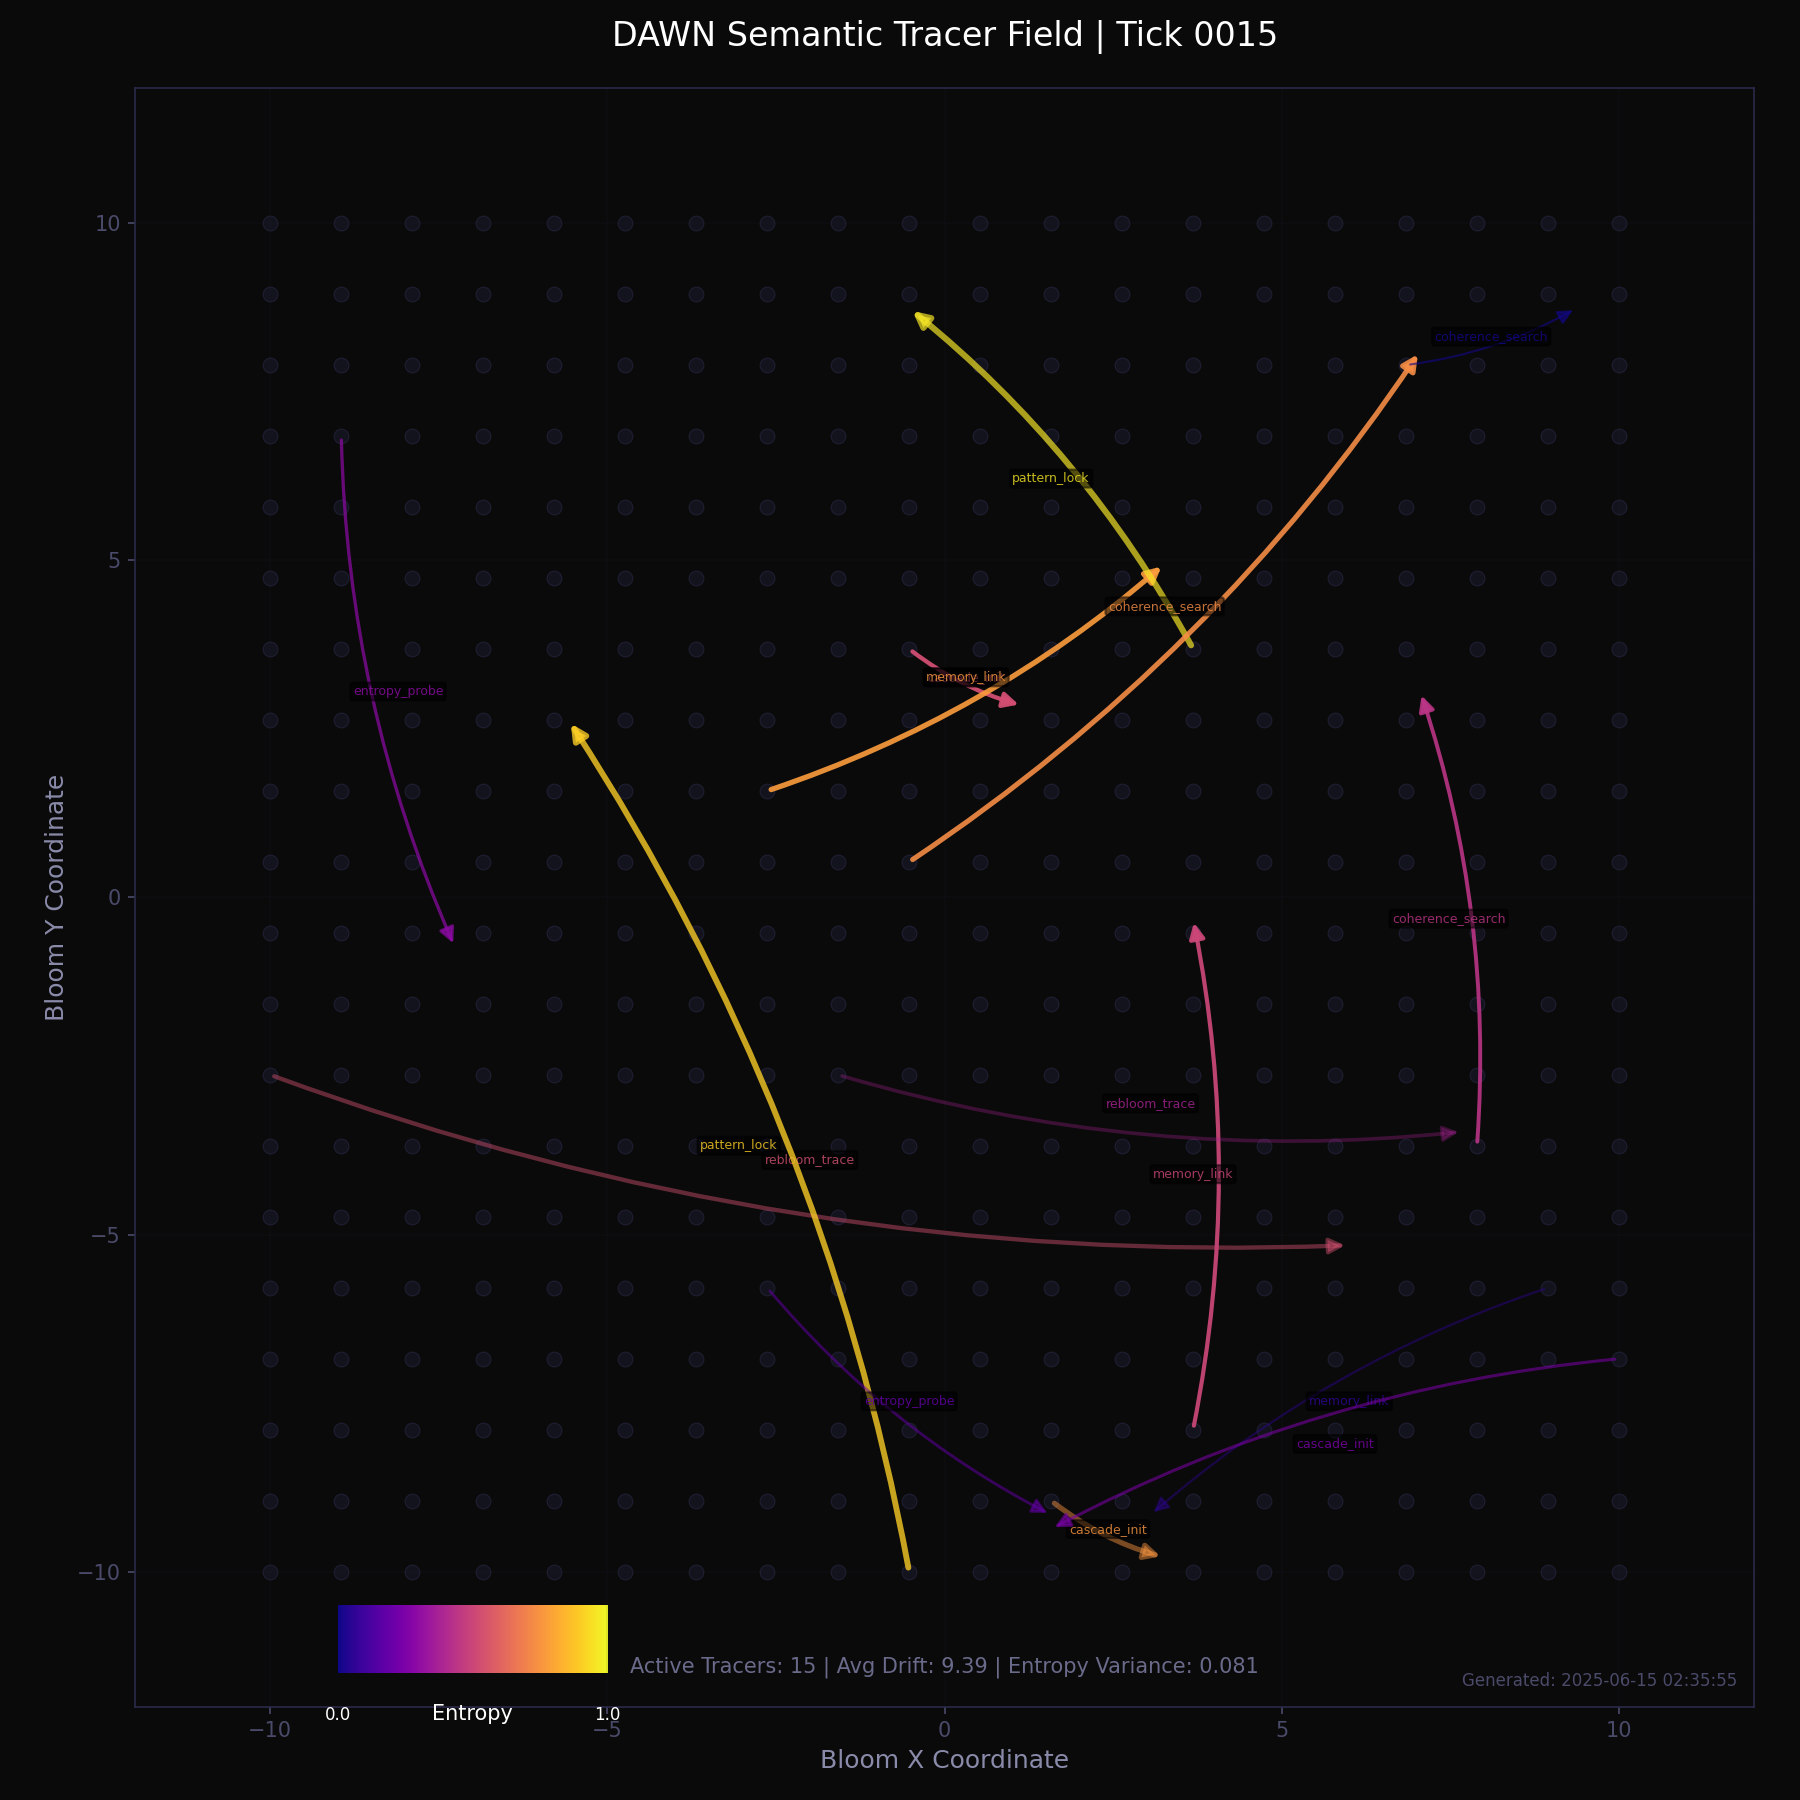 DAWN Semantic Tracer Field | Tick 0015
10
coherence_search
pattern_lock
5
coherence_search
memory_link
entropy_probe
Bloom Y Coordinate
0
coherence_search
rebloom_trace
pattern_lock
rebloom_trace
memory_link
−5
entropy_probe
memory_link
cascade_init
cascade_init
−10
Active Tracers: 15 | Avg Drift: 9.39 | Entropy Variance: 0.081
Generated: 2025-06-15 02:35:55
0.0 Entropy 1.0
−10 −5 0 5 10
Bloom X Coordinate